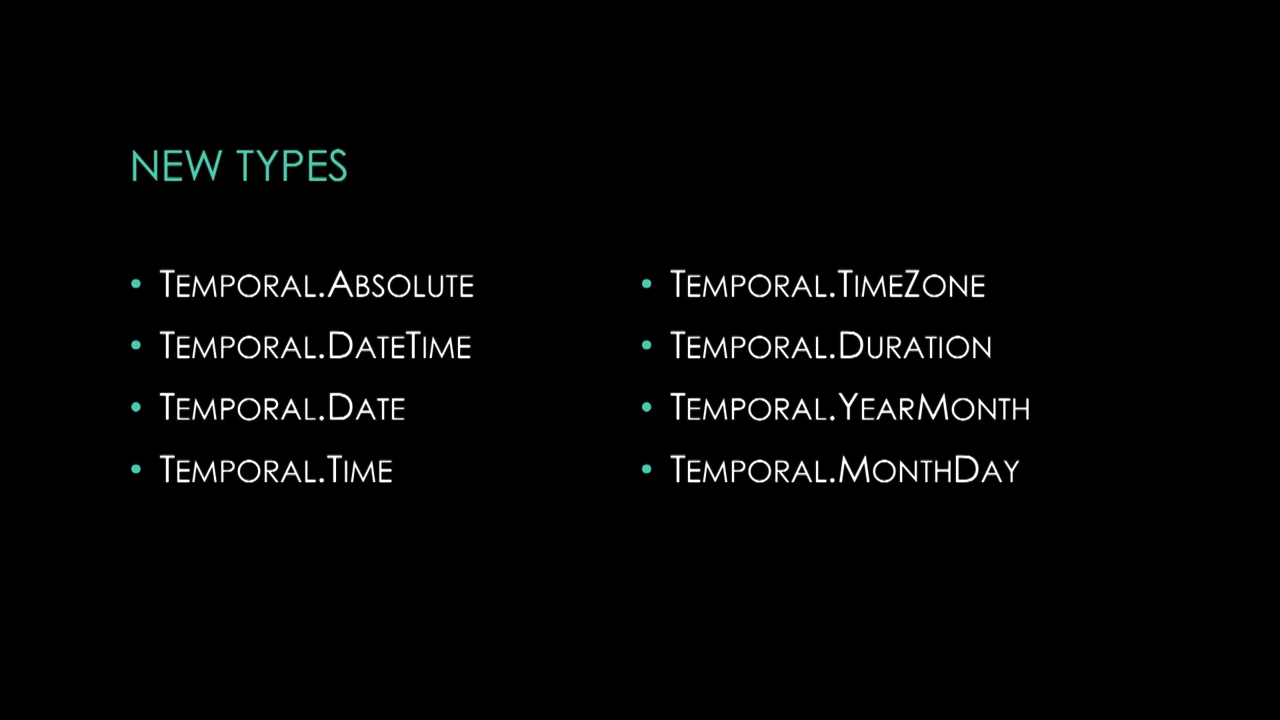 NEW TYPES
• Temporal.Absolute
• Temporal.DateTime
• Temporal.Date
• Temporal.Time
• Temporal.TimeZone
• Temporal.Duration
• Temporal.YearMonth
• Temporal.MonthDay